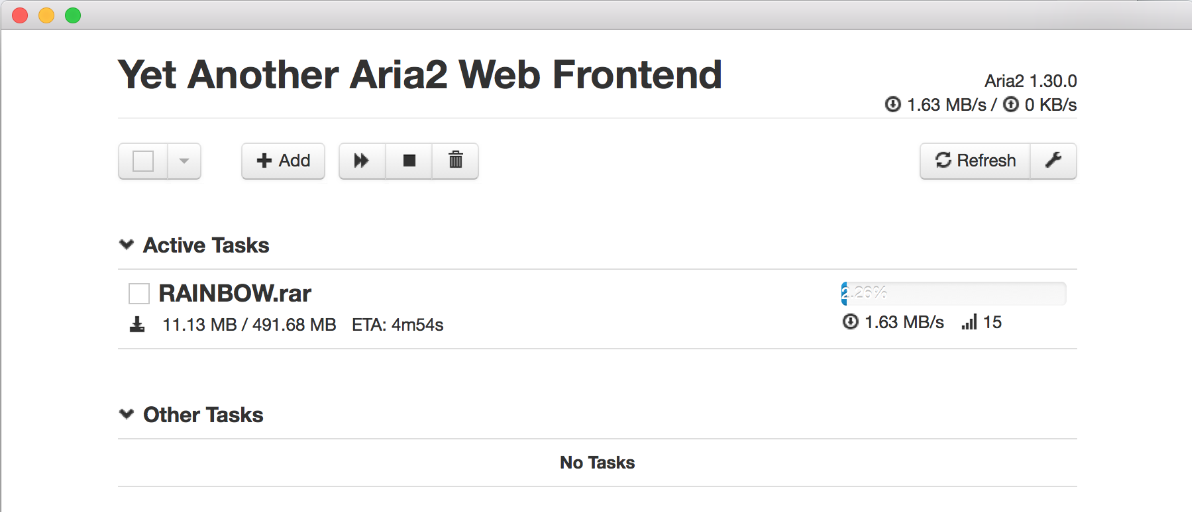 Yet Another Aria2 Web Frontend
Aria2 1.30.0
1.63 MB/s / 0 KB/s
Add
Refresh
Active Tasks
RAINBOW.rar
2.26%
11.13 MB / 491.68 MB ETA: 4m54s
1.63 MB/s 15
Other Tasks
No Tasks